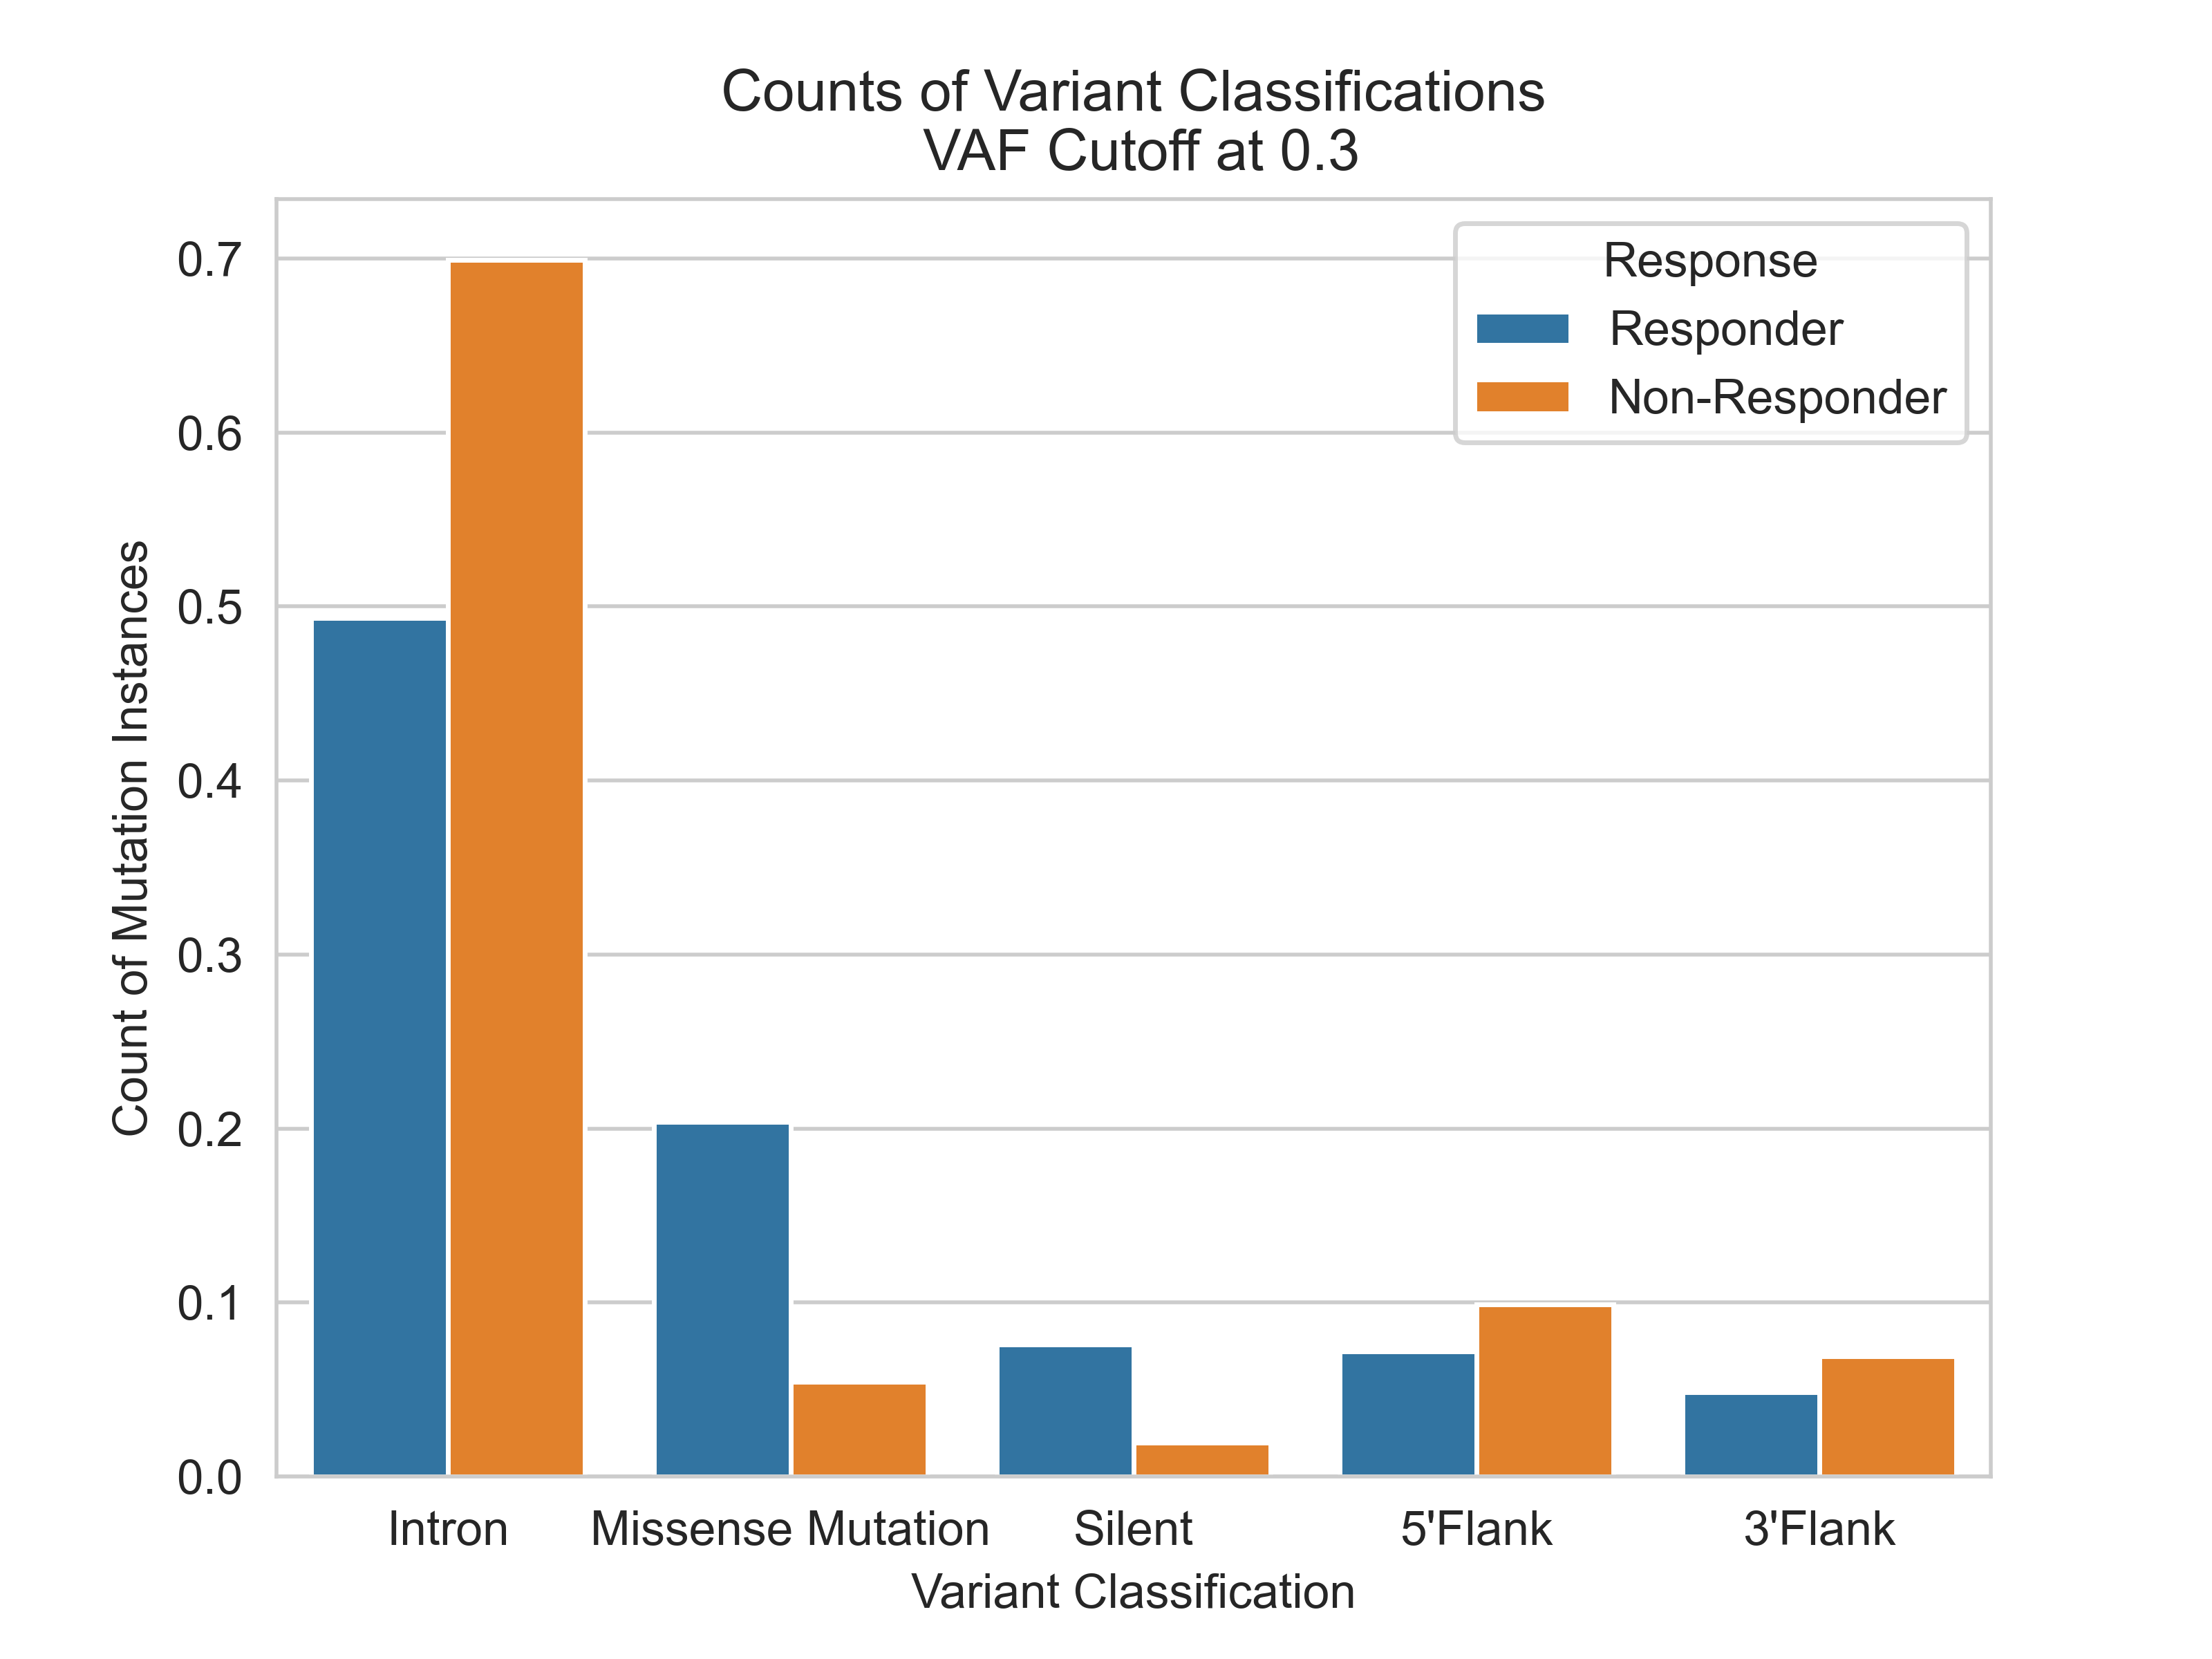 Counts of Variant Classifications
VAF Cutoff at 0.3
Response
Responder
Non-Responder
Count of Mutation Instances
0.7
0.6
0.5
0.4
0.3
0.2
0.1
0.0
Intron
Missense Mutation
Silent
5'Flank
3'Flank
Variant Classification